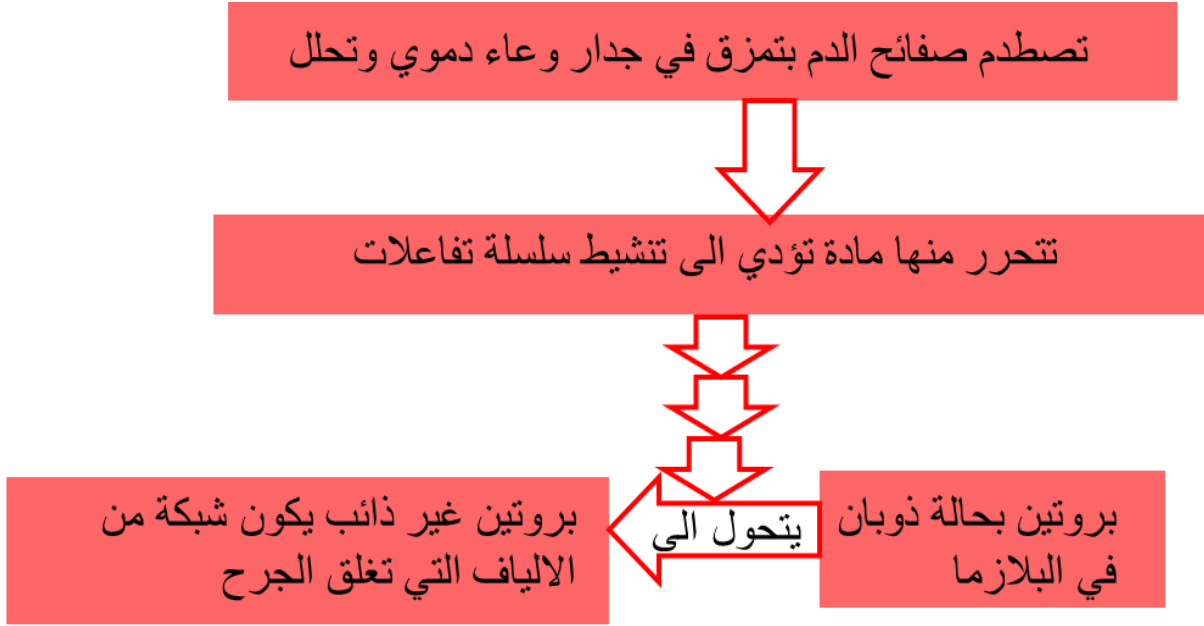 تصطدم صفائح الدم بتمزق في جدار وعاء دموي وتحلل
تتحرر منها مادة تؤدي الى تنشيط سلسلة تفاعلات
بروتين بحالة ذوبان
في البلازما
يتحول الى
بروتين غير ذائب يكون شبكة من
الالياف التي تغلق الجرح